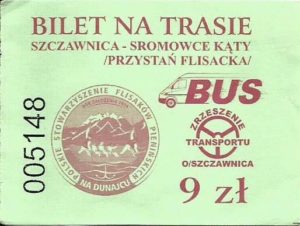 BILET NA TRASIE
SZCZAWNICA - SROMOWCE KĄTY
/PRZYSTAŃ FLISACKA/
005148
POLSKIE STOWARZYSZENIE FLISAKÓW PIENIŃSKICH
NA DUNAJCU
BUS
ZRZESZENIE
TRANSPORTU
O/SZCZAWNICA
9 zł